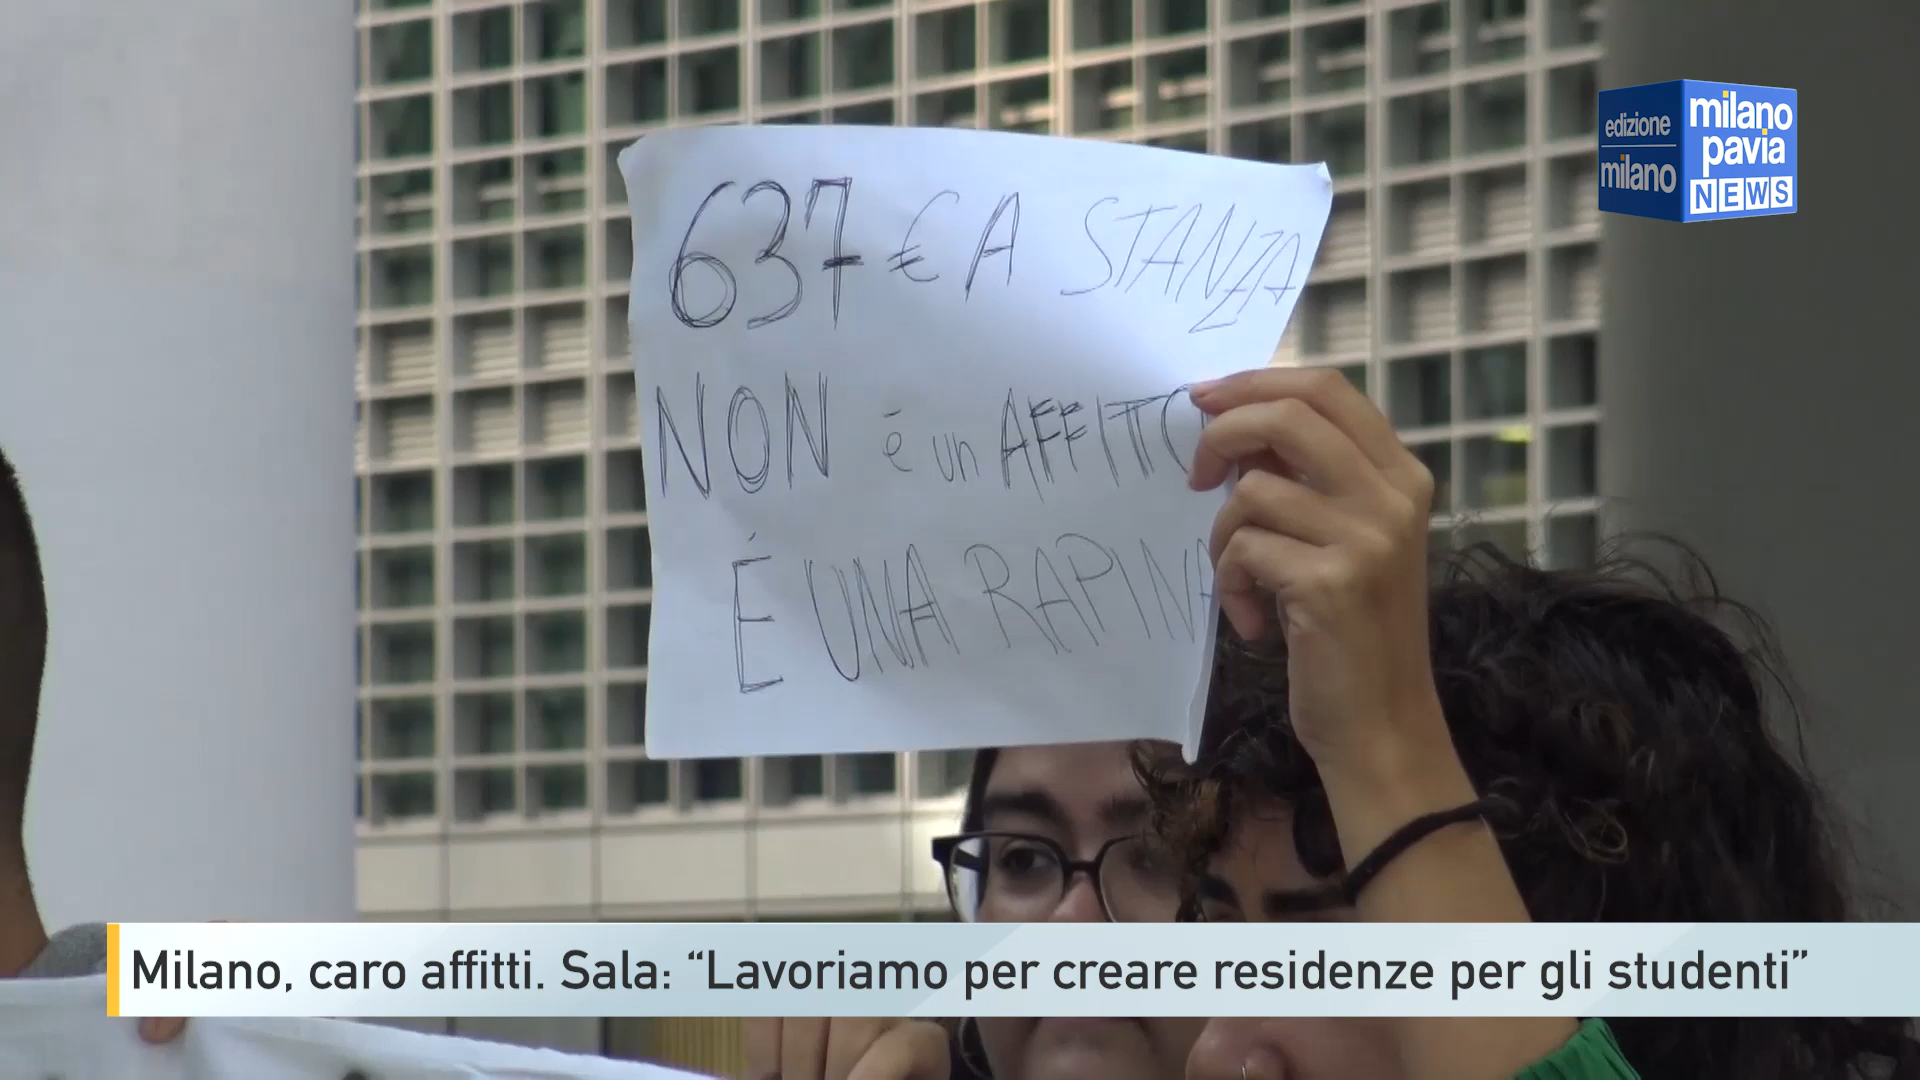 edizione
milano
milano
pavia
NEWS
637 € A STANZA
NON é un AFFITTO
É UNA RAPINA
Milano, caro affitti. Sala: “Lavoriamo per creare residenze per gli studenti”